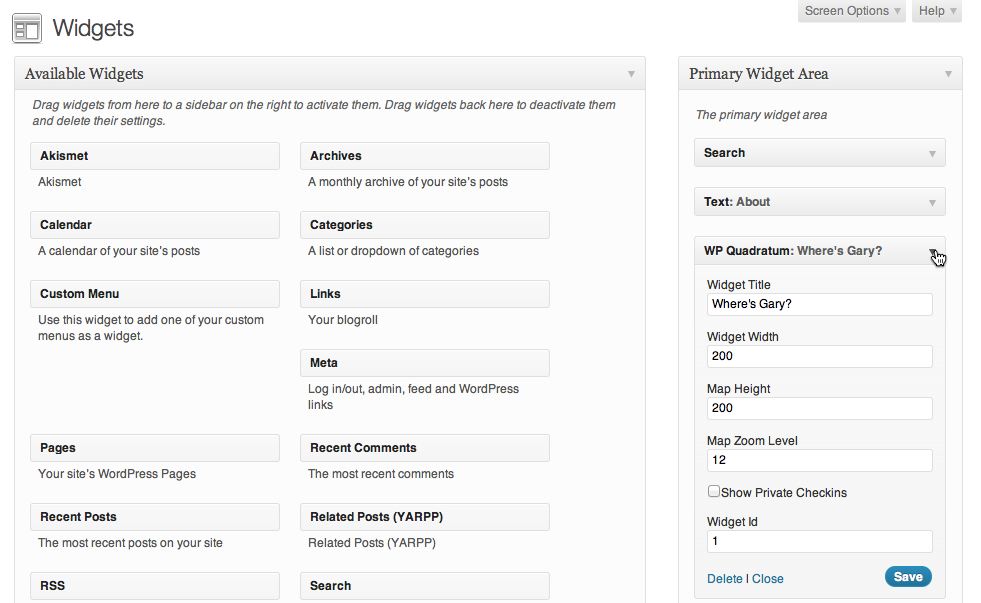 Screen Options
Help
Widgets
Available Widgets
Drag widgets from here to a sidebar on the right to activate them. Drag widgets back here to deactivate them
and delete their settings.
Akismet
Akismet
Archives
A monthly archive of your site's posts
Calendar
A calendar of your site's posts
Categories
A list or dropdown of categories
Custom Menu
Use this widget to add one of your custom
menus as a widget.
Links
Your blogroll
Meta
Log in/out, admin, feed and WordPress
links
Pages
Your site's WordPress Pages
Recent Comments
The most recent comments
Recent Posts
The most recent posts on your site
Related Posts (YARPP)
Related Posts (YARPP)
RSS
Search
Primary Widget Area
The primary widget area
Search
Text: About
WP Quadratum: Where's Gary?
Widget Title
Where's Gary?
Widget Width
200
Map Height
200
Map Zoom Level
12
Show Private Checkins
Widget Id
1
Delete | Close
Save